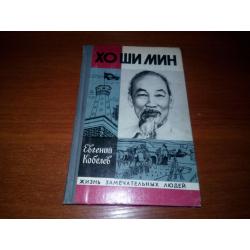 ХО ШИ МИН
Евгений
Кобелев
ЖИЗНЬ ЗАМЕЧАТЕЛЬНЫХ ЛЮДЕЙ